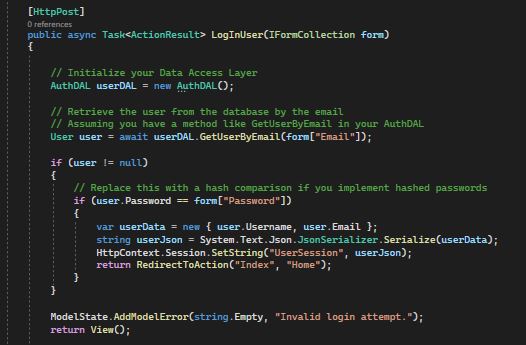 [HttpPost]
0 references
public async Task<ActionResult> LogInUser(IFormCollection form)
{
// Initialize your Data Access Layer
AuthDAL userDAL = new AuthDAL();
// Retrieve the user from the database by the email
// Assuming you have a method like GetUserByEmail in your AuthDAL
User user = await userDAL.GetUserByEmail(form["Email"]);
if (user != null)
{
// Replace this with a hash comparison if you implement hashed passwords
if (user.Password == form["Password"])
{
var userData = new { user.Username, user.Email };
string userJson = System.Text.Json.JsonSerializer.Serialize(userData);
HttpContext.Session.SetString("UserSession", userJson);
return RedirectToAction("Index", "Home");
}
}
ModelState.AddModelError(string.Empty, "Invalid login attempt.");
return View();